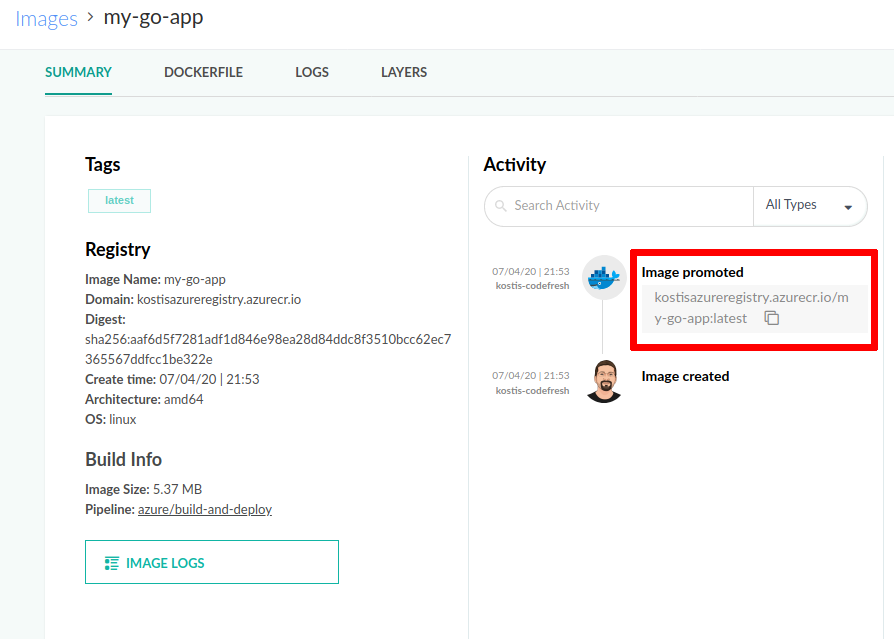 Images > my-go-app
SUMMARY DOCKERFILE LOGS LAYERS
Tags
latest
Registry
Image Name: my-go-app
Domain: kostisazureregistry.azurecr.io
Digest:
sha256:aaf6d5f7281adf1d846e98ea28d84ddc8f3510bcc62ec7
365567ddfcc1be322e
Create time: 07/04/20 | 21:53
Architecture: amd64
OS: linux
Build Info
Image Size: 5.37 MB
Pipeline: azure/build-and-deploy
IMAGE LOGS
Activity
Search Activity
All Types
07/04/20 | 21:53
kostis-codefresh
Image promoted
kostisazureregistry.azurecr.io/m
y-go-app:latest
07/04/20 | 21:53
kostis-codefresh
Image created